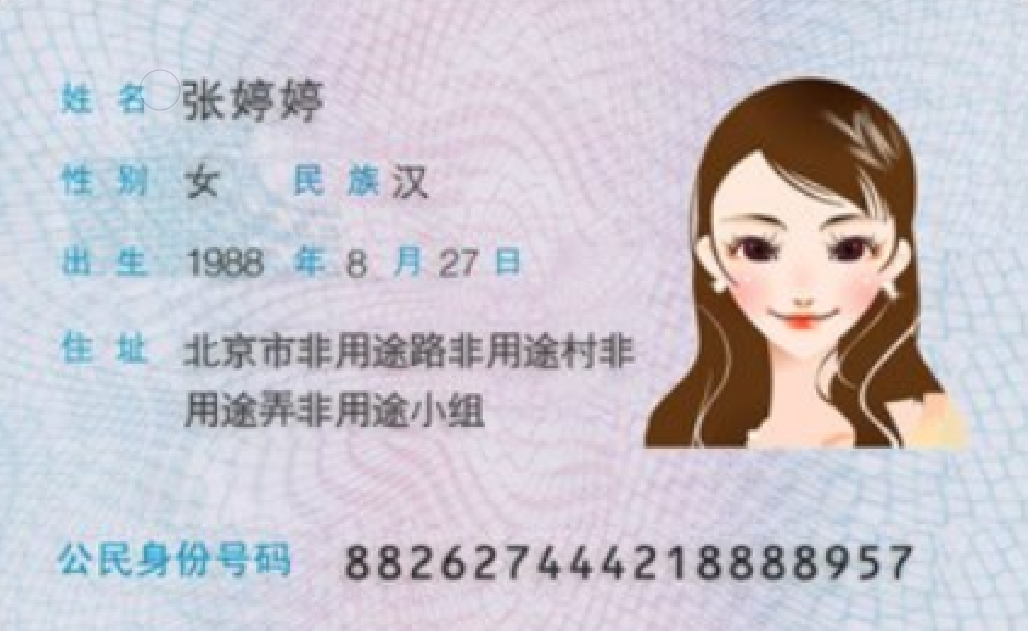 姓名 张婷婷
性别 女 民族 汉
出生 1988 年 8 月 27 日
住址 北京市非用途路非用途村非
用途弄非用途小组
公民身份号码 882627444218888957